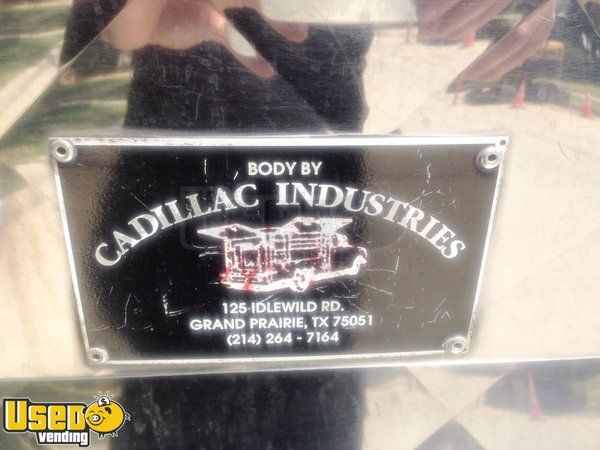 BODY BY
CADILLAC INDUSTRIES
125 IDLEWILD RD.
GRAND PRAIRIE, TX 75051
(214) 264 - 7164
Used
vending